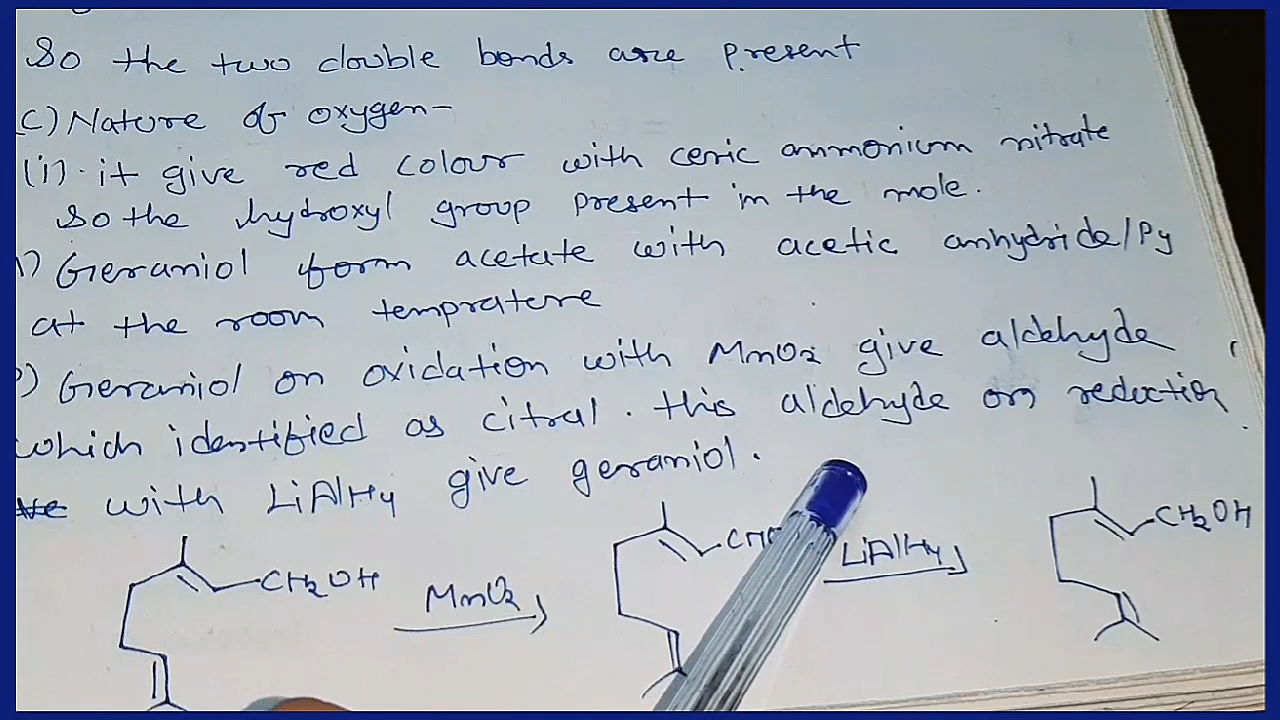 So the two double bonds are present
(C) Nature of oxygen-
(i). it give red colour with ceric ammonium nitrate
So the hydroxyl group present in the mole.
) Geraniol form acetate with acetic anhydride/Py
at the room temprature
) Geraniol on oxidation with MnO2 give aldehyde
which identified as citral. this aldehyde on reduction
with LiAlH4 give geraniol.
CH2OH MnO2 LiAlH4 CH2OH